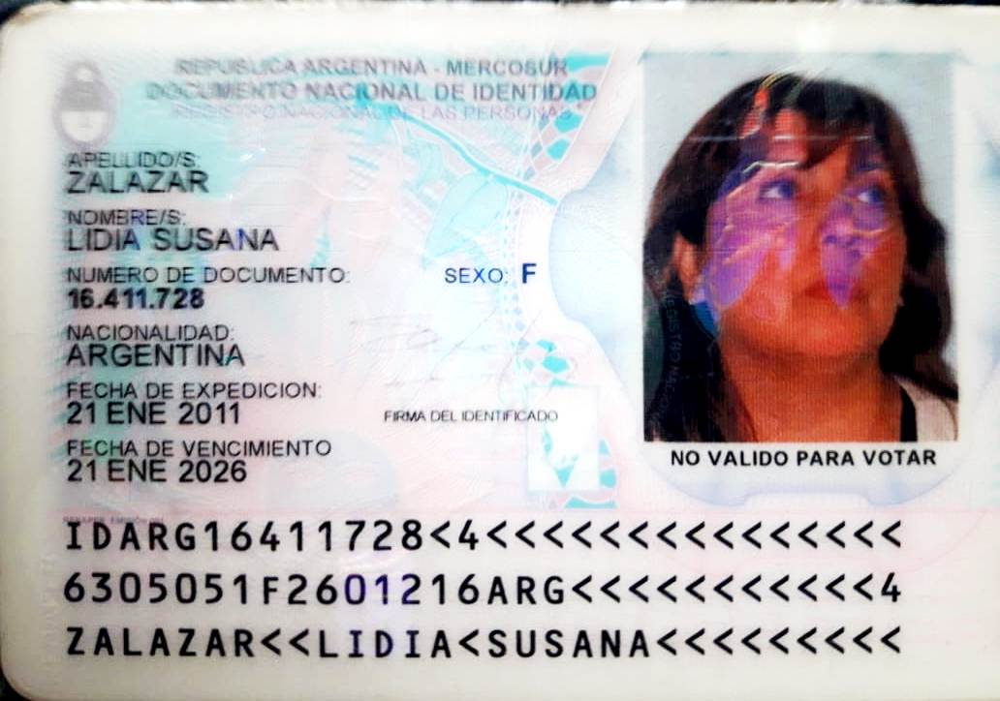 REPUBLICA ARGENTINA - MERCOSUR
DOCUMENTO NACIONAL DE IDENTIDAD
REGISTRO NACIONAL DE LAS PERSONAS
APELLIDO/S:
ZALAZAR
NOMBRE/S:
LIDIA SUSANA
NUMERO DE DOCUMENTO:
16.411.728
SEXO: F
NACIONALIDAD:
ARGENTINA
FECHA DE EXPEDICION:
21 ENE 2011
FIRMA DEL IDENTIFICADO
FECHA DE VENCIMIENTO
21 ENE 2026
NO VALIDO PARA VOTAR
IDARG16411728<4<<<<<<<<<<<<<<<
6305051F2601216ARG<<<<<<<<<<<4
ZALAZAR<<LIDIA<SUSANA<<<<<<<<<